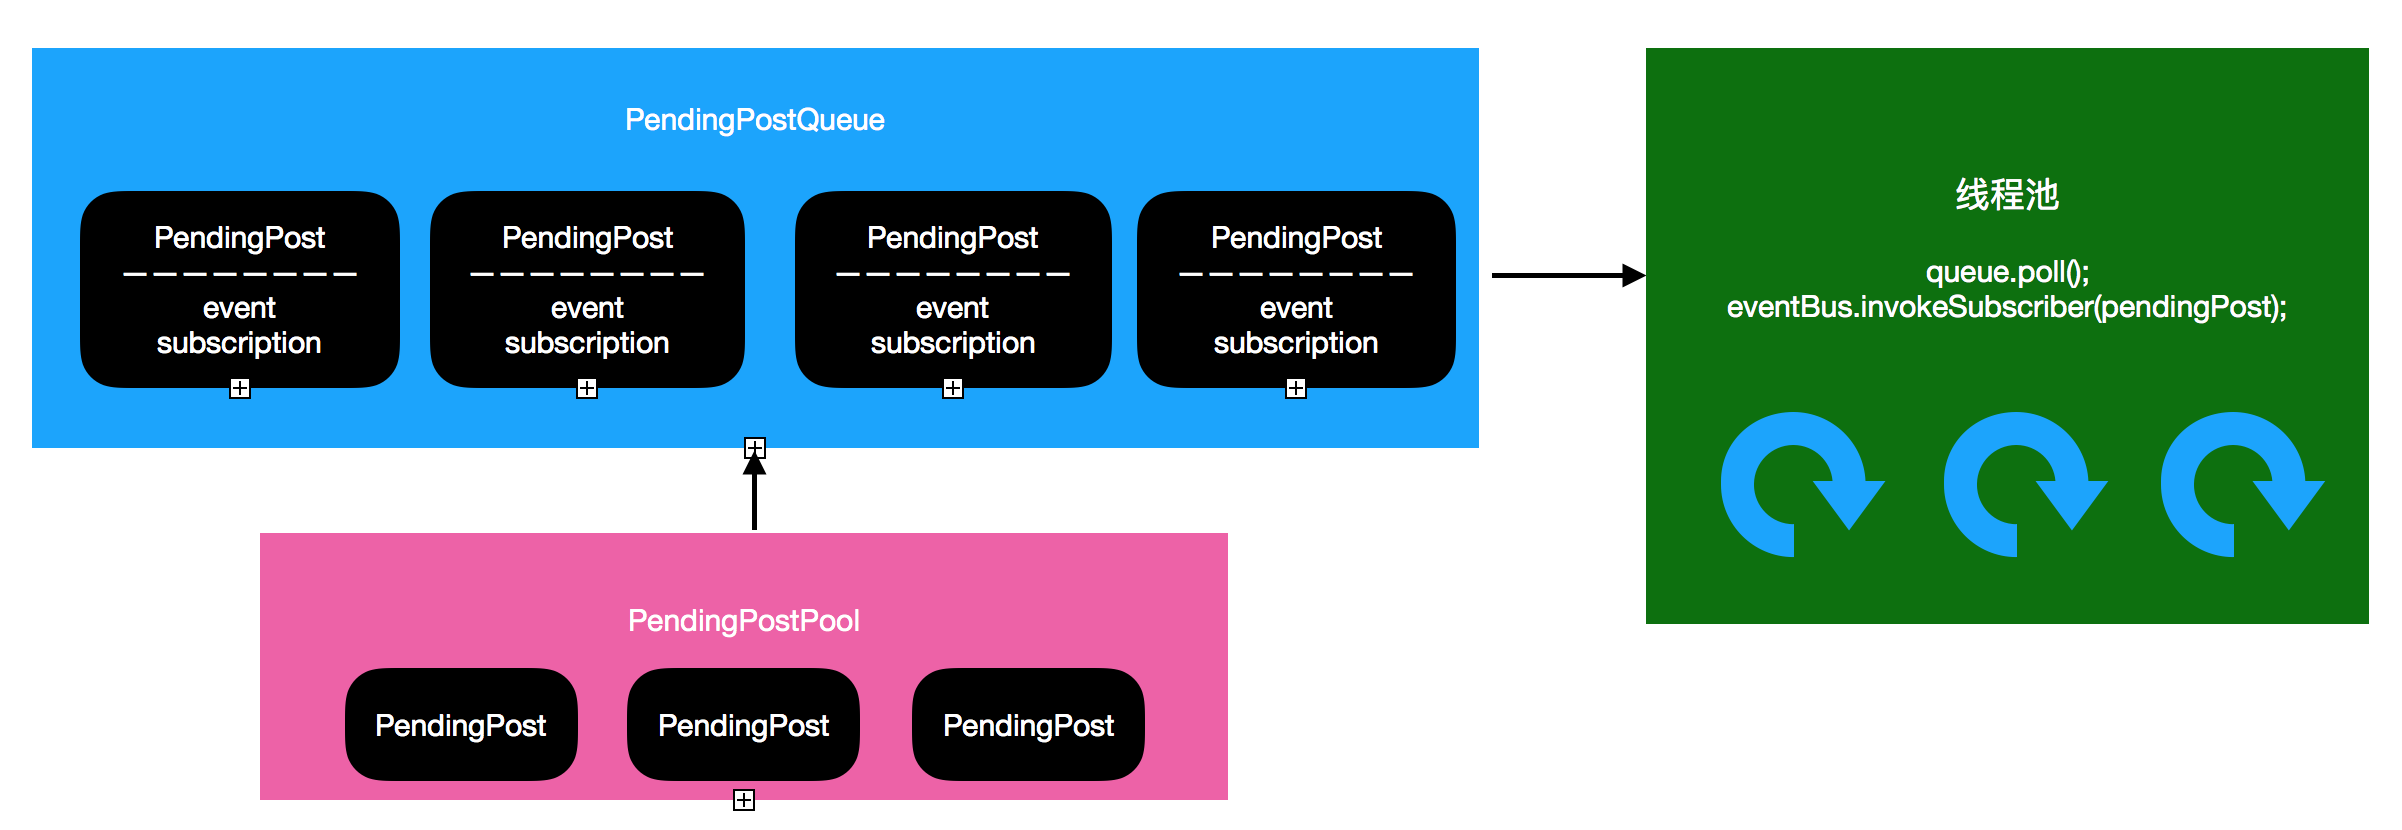 PendingPostQueue
PendingPost
————————
event
subscription
PendingPost
————————
event
subscription
PendingPost
————————
event
subscription
PendingPost
————————
event
subscription
线程池
queue.poll();
eventBus.invokeSubscriber(pendingPost);
PendingPostPool
PendingPost
PendingPost
PendingPost